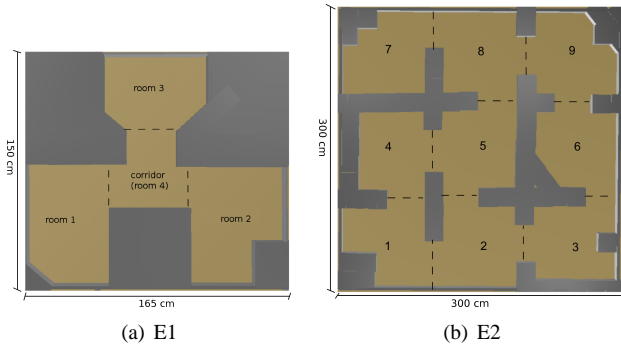 room 3
corridor
(room 4)
room 1
room 2
150 cm
165 cm
(a) E1
7
8
9
4
5
6
1
2
3
300 cm
300 cm
(b) E2